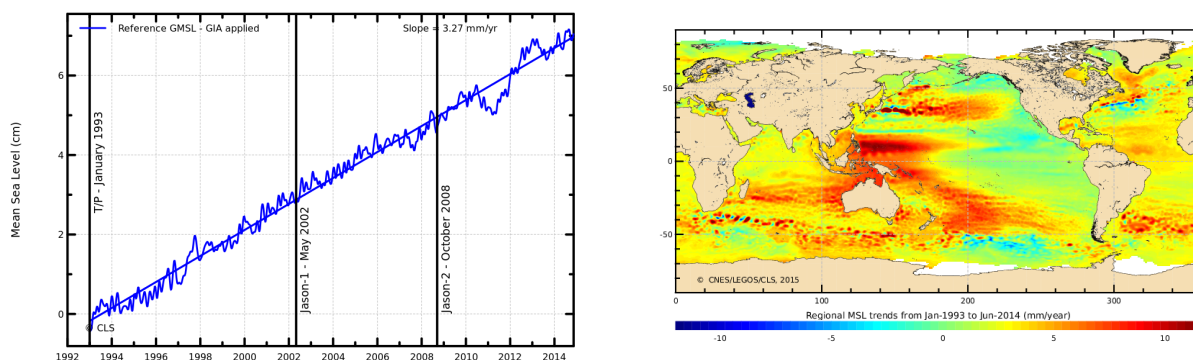 Reference GMSL - GIA applied
Slope = 3.27 mm/yr
Mean Sea Level (cm)
6
4
2
0
T/P - January 1993
Jason-1 - May 2002
Jason-2 - October 2008
© CLS
1992 1994 1996 1998 2000 2002 2004 2006 2008 2010 2012 2014
50
0
-50
© CNES/LEGOS/CLS, 2015
0 100 200 300
Regional MSL trends from Jan-1993 to Jun-2014 (mm/year)
-10 -5 0 5 10